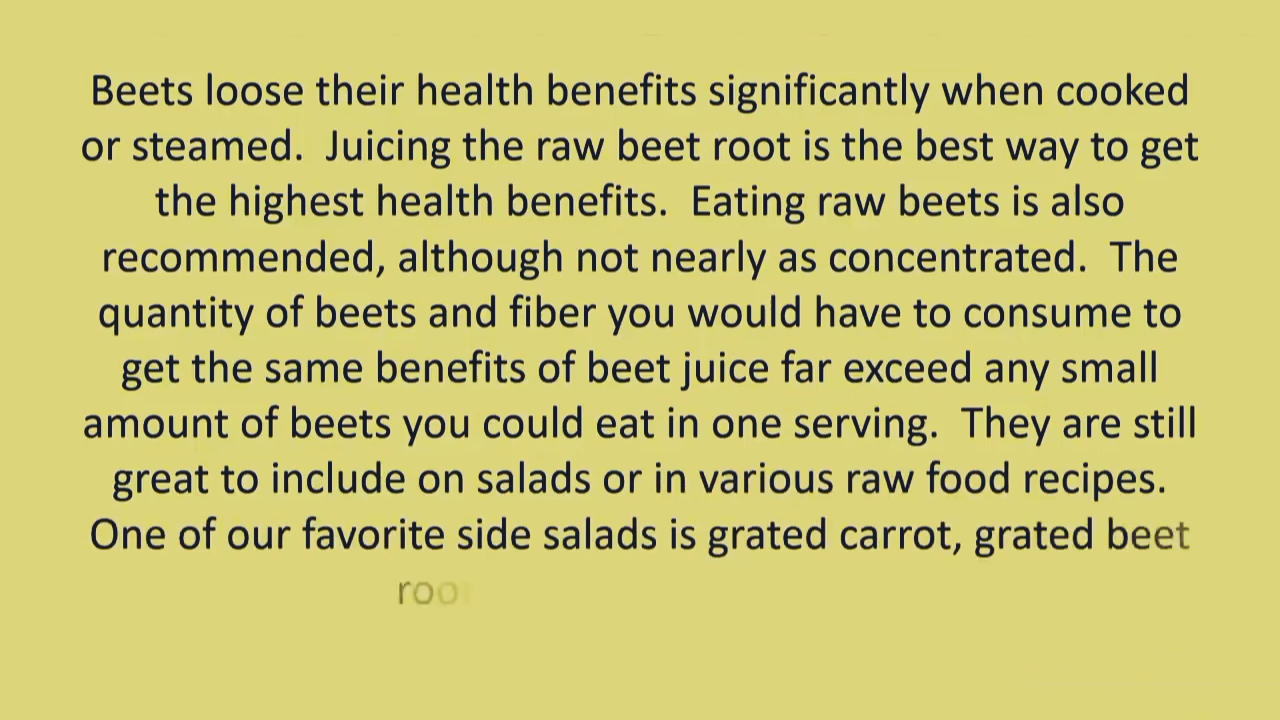 Beets loose their health benefits significantly when cooked
or steamed.  Juicing the raw beet root is the best way to get
the highest health benefits.  Eating raw beets is also
recommended, although not nearly as concentrated.  The
quantity of beets and fiber you would have to consume to
get the same benefits of beet juice far exceed any small
amount of beets you could eat in one serving.  They are still
great to include on salads or in various raw food recipes.
One of our favorite side salads is grated carrot, grated beet